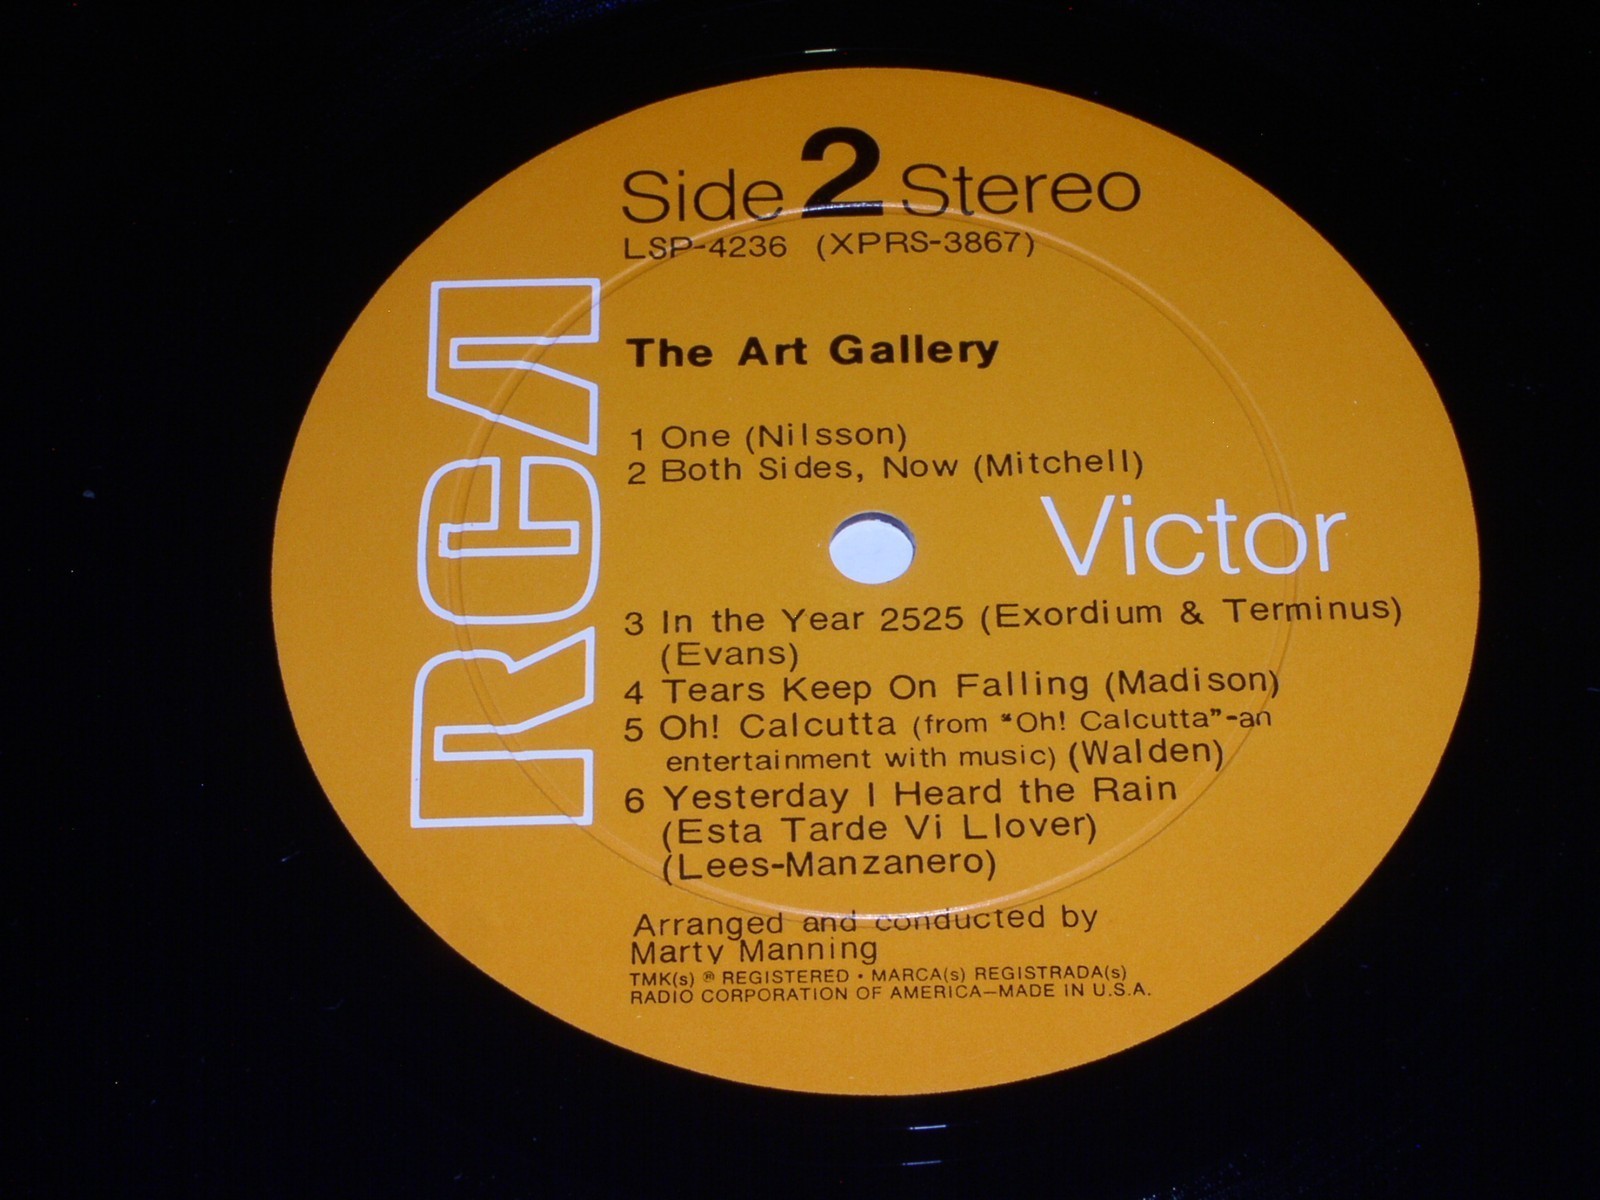 Side 2 Stereo
LSP-4236 (XPRS-3867)
RCA
The Art Gallery
1 One (Nilsson)
2 Both Sides, Now (Mitchell)
Victor
3 In the Year 2525 (Exordium & Terminus)
(Evans)
4 Tears Keep On Falling (Madison)
5 Oh! Calcutta (from "Oh! Calcutta"-an
entertainment with music) (Walden)
6 Yesterday I Heard the Rain
(Esta Tarde Vi Llover)
(Lees-Manzanero)
Arranged and conducted by
Marty Manning
TMK(s) ® REGISTERED • MARCA(s) REGISTRADA(s)
RADIO CORPORATION OF AMERICA—MADE IN U.S.A.